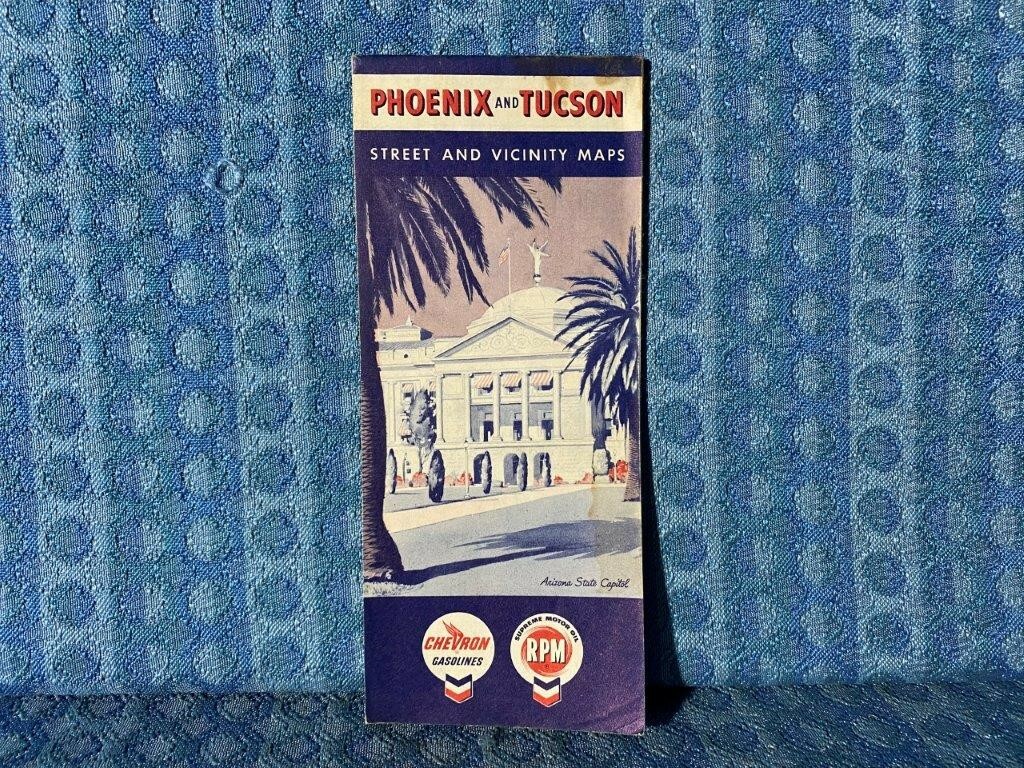 PHOENIX AND TUCSON
STREET AND VICINITY MAPS
Arizona State Capitol
CHEVRON
GASOLINES
SUPREME MOTOR OIL
RPM